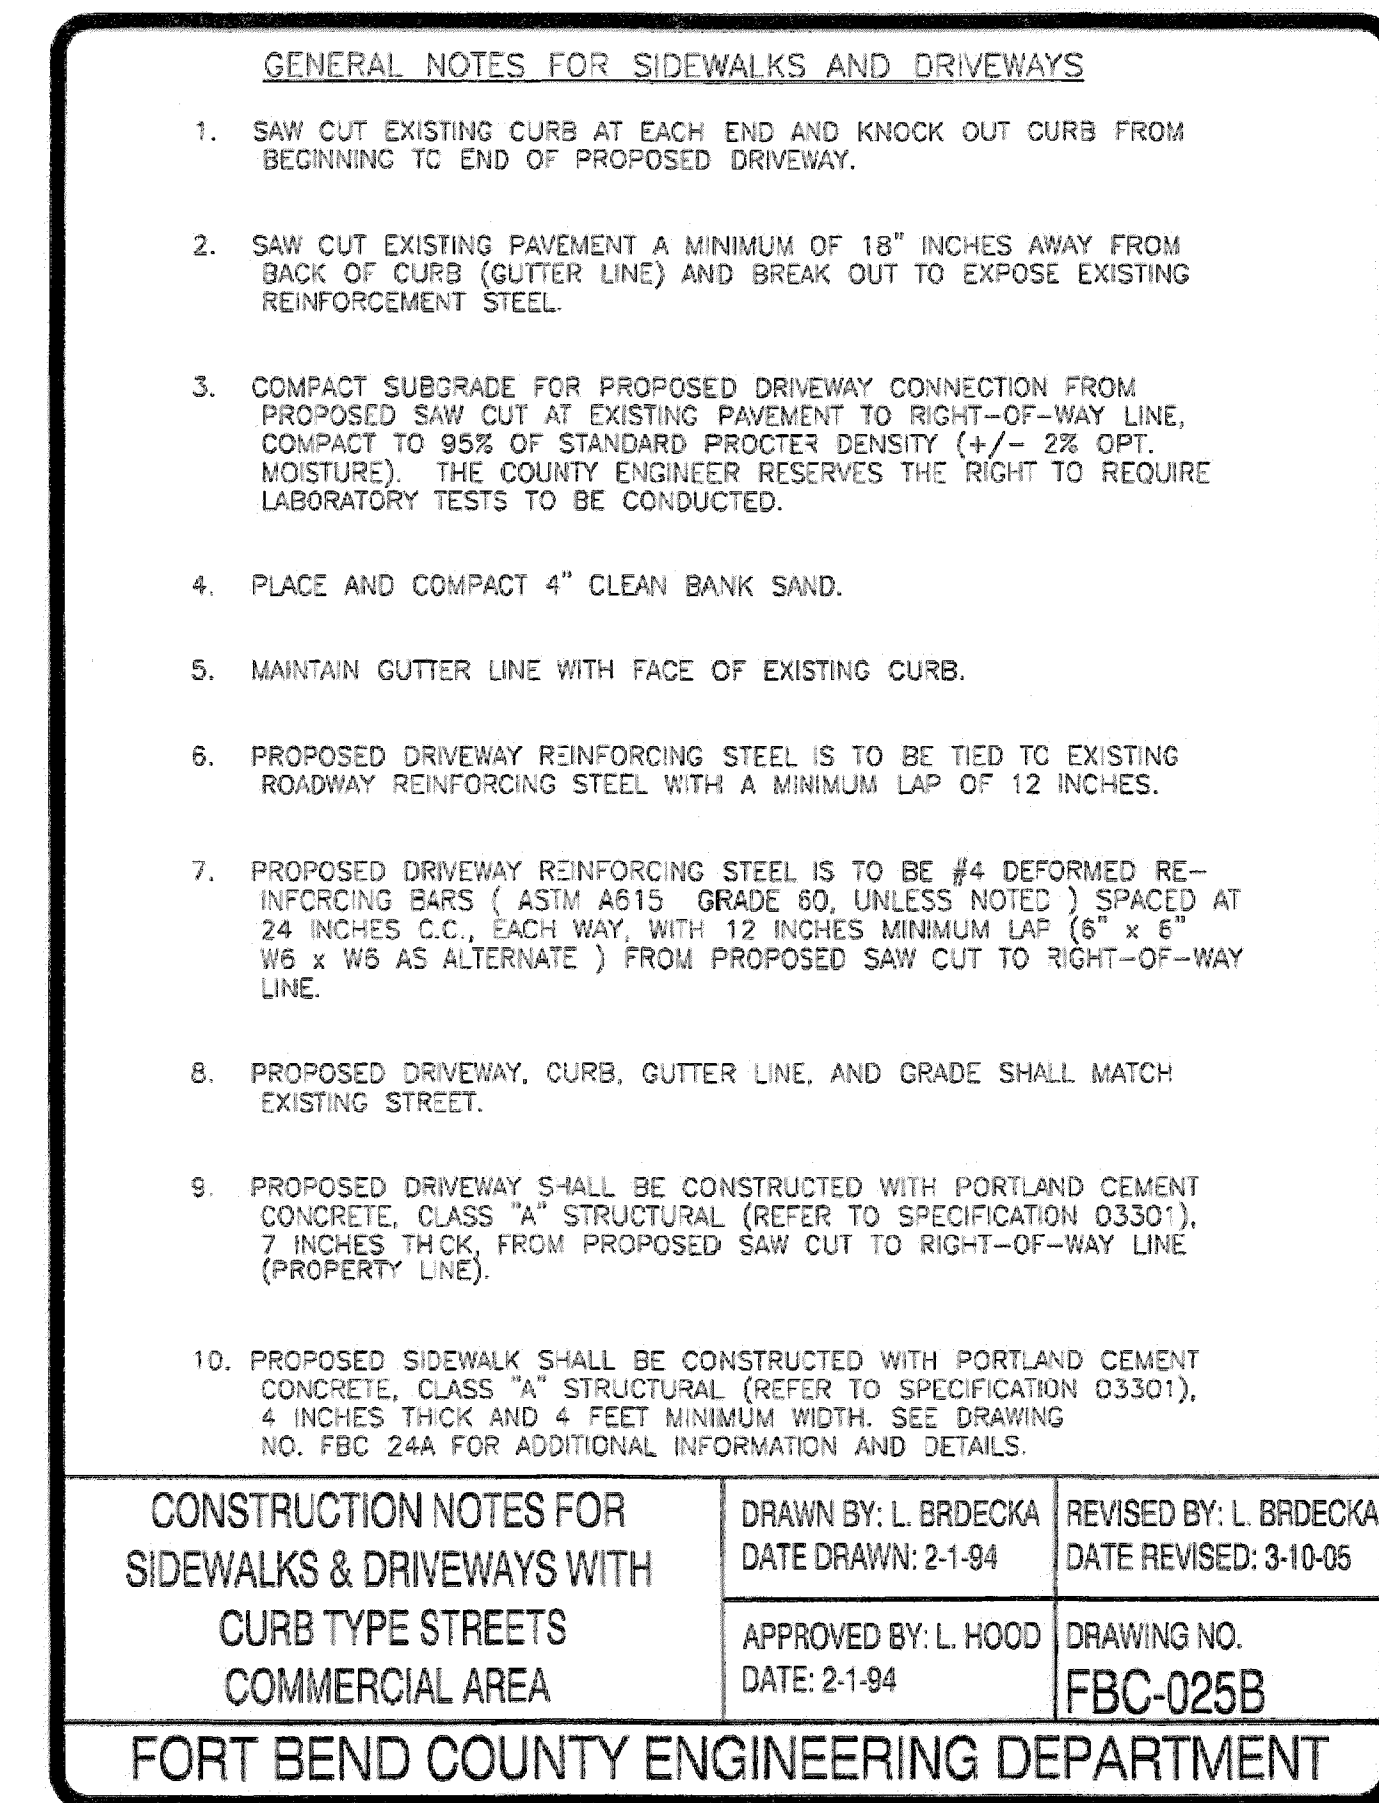 GENERAL NOTES FOR SIDEWALKS AND DRIVEWAYS
1. SAW CUT EXISTING CURB AT EACH END AND KNOCK OUT CURB FROM
BEGINNING TO END OF PROPOSED DRIVEWAY.
2. SAW CUT EXISTING PAVEMENT A MINIMUM OF 18" INCHES AWAY FROM
BACK OF CURB (GUTTER LINE) AND BREAK OUT TO EXPOSE EXISTING
REINFORCEMENT STEEL.
3. COMPACT SUBGRADE FOR PROPOSED DRIVEWAY CONNECTION FROM
PROPOSED SAW CUT AT EXISTING PAVEMENT TO RIGHT-OF-WAY LINE,
COMPACT TO 95% OF STANDARD PROCTER DENSITY (+/- 2% OPT.
MOISTURE). THE COUNTY ENGINEER RESERVES THE RIGHT TO REQUIRE
LABORATORY TESTS TO BE CONDUCTED.
4. PLACE AND COMPACT 4" CLEAN BANK SAND.
5. MAINTAIN GUTTER LINE WITH FACE OF EXISTING CURB.
6. PROPOSED DRIVEWAY REINFORCING STEEL IS TO BE TIED TO EXISTING
ROADWAY REINFORCING STEEL WITH A MINIMUM LAP OF 12 INCHES.
7. PROPOSED DRIVEWAY REINFORCING STEEL IS TO BE #4 DEFORMED RE-
INFORCING BARS ( ASTM A615 GRADE 60, UNLESS NOTED ) SPACED AT
24 INCHES C.C., EACH WAY, WITH 12 INCHES MINIMUM LAP (6" x 6"
W6 x W6 AS ALTERNATE ) FROM PROPOSED SAW CUT TO RIGHT-OF-WAY
LINE.
8. PROPOSED DRIVEWAY, CURB, GUTTER LINE, AND GRADE SHALL MATCH
EXISTING STREET.
9. PROPOSED DRIVEWAY SHALL BE CONSTRUCTED WITH PORTLAND CEMENT
CONCRETE, CLASS "A" STRUCTURAL (REFER TO SPECIFICATION 03301),
7 INCHES THICK, FROM PROPOSED SAW CUT TO RIGHT-OF-WAY LINE
(PROPERTY LINE).
10. PROPOSED SIDEWALK SHALL BE CONSTRUCTED WITH PORTLAND CEMENT
CONCRETE, CLASS "A" STRUCTURAL (REFER TO SPECIFICATION 03301),
4 INCHES THICK AND 4 FEET MINIMUM WIDTH. SEE DRAWING
NO. FBC 24A FOR ADDITIONAL INFORMATION AND DETAILS.
CONSTRUCTION NOTES FOR
SIDEWALKS & DRIVEWAYS WITH
CURB TYPE STREETS
COMMERCIAL AREA
DRAWN BY: L. BRDECKA
DATE DRAWN: 2-1-94
REVISED BY: L. BRDECKA
DATE REVISED: 3-10-05
APPROVED BY: L. HOOD
DATE: 2-1-94
DRAWING NO.
FBC-025B
FORT BEND COUNTY ENGINEERING DEPARTMENT